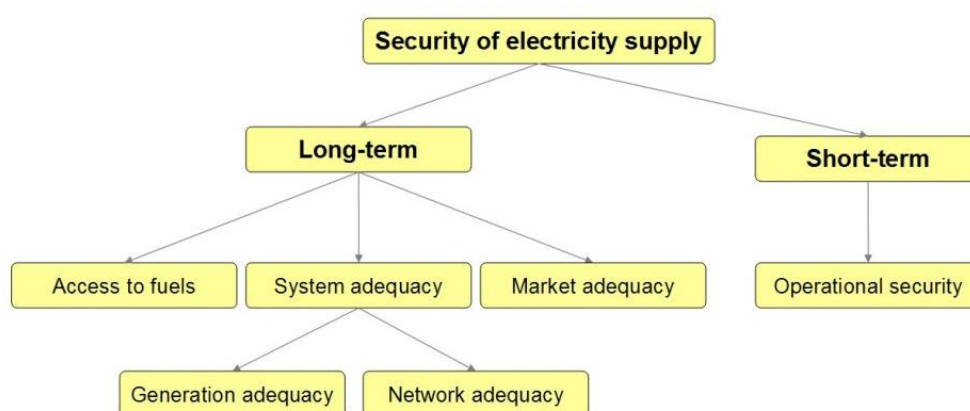 Security of electricity supply
Long-term
Short-term
Access to fuels
System adequacy
Market adequacy
Operational security
Generation adequacy
Network adequacy